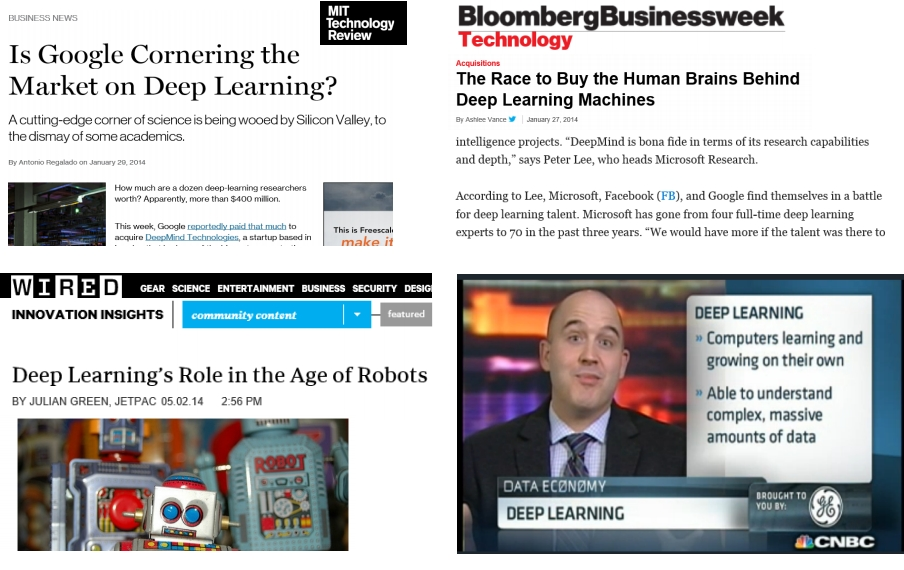 BUSINESS NEWS
MIT
Technology
Review
Is Google Cornering the
Market on Deep Learning?
A cutting-edge corner of science is being wooed by Silicon Valley, to
the dismay of some academics.
By Antonio Regalado on January 29, 2014
How much are a dozen deep-learning researchers
worth? Apparently, more than $400 million.
This week, Google reportedly paid that much to
acquire DeepMind Technologies, a startup based in
This is Freescale
make it
BloombergBusinessweek
Technology
Acquisitions
The Race to Buy the Human Brains Behind
Deep Learning Machines
By Ashlee Vance | January 27, 2014
intelligence projects. “DeepMind is bona fide in terms of its research capabilities
and depth,” says Peter Lee, who heads Microsoft Research.
According to Lee, Microsoft, Facebook (FB), and Google find themselves in a battle
for deep learning talent. Microsoft has gone from four full-time deep learning
experts to 70 in the past three years. “We would have more if the talent was there to
WIRED
GEAR SCIENCE ENTERTAINMENT BUSINESS SECURITY DESIG
INNOVATION INSIGHTS
community content
featured
Deep Learning's Role in the Age of Robots
BY JULIAN GREEN, JETPAC 05.02.14 2:56 PM
ROBOT
DEEP LEARNING
» Computers learning and
growing on their own
» Able to understand
complex, massive
amounts of data
DATA ECONOMY
DEEP LEARNING
BROUGHT TO
YOU BY:
GE
CNBC